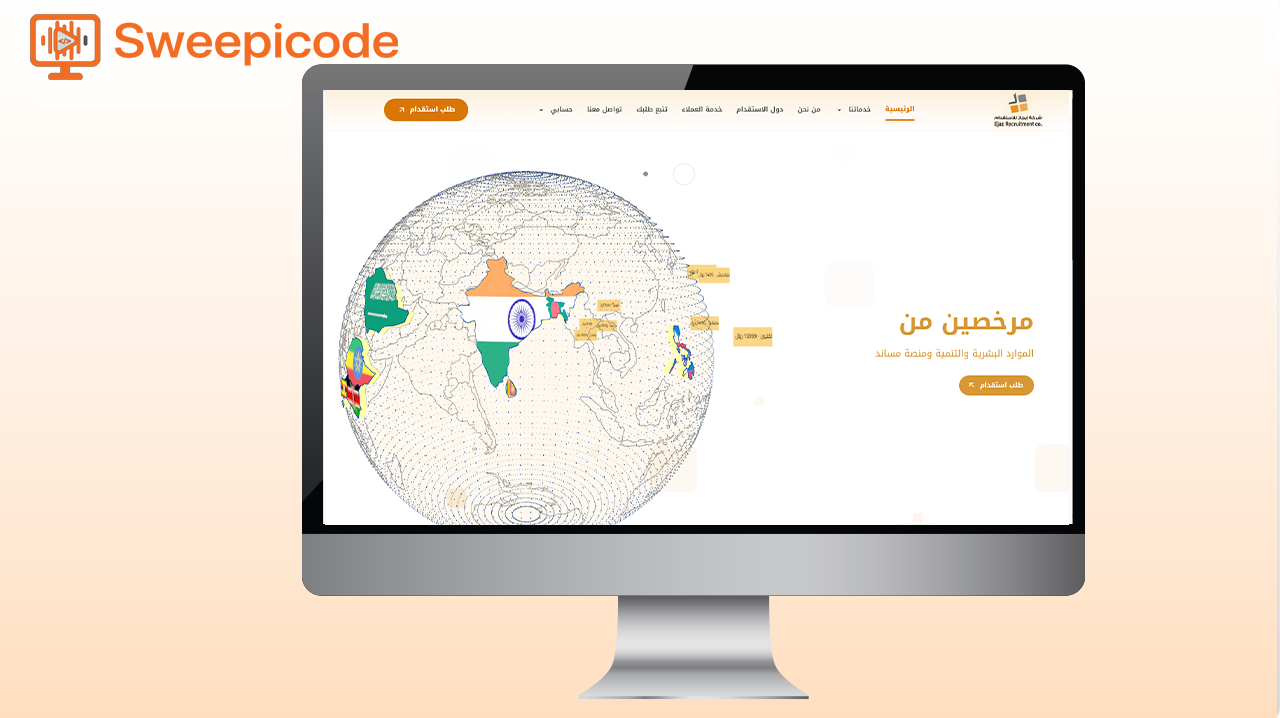 Sweepicode
شركة إيجاز للاستقدام
Ejaz Recruitment co.
الرئيسية
خدماتنا
من نحن
دول الاستقدام
خدمة العملاء
تتبع طلبك
تواصل معنا
حسابي
طلب استقدام
مرخصين من
الموارد البشرية والتنمية ومنصة مساند
طلب استقدام